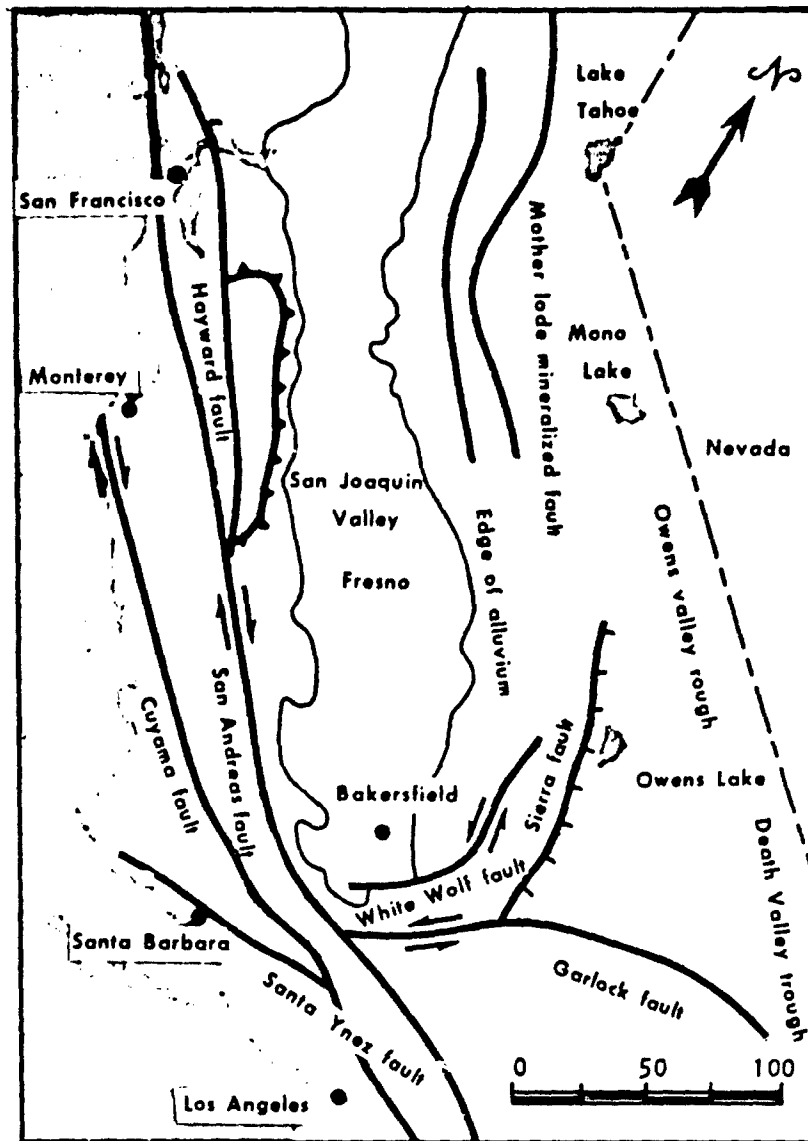 Lake
Tahoe
N
San Francisco
Mother lode mineralized fault
Hayward fault
Mono
Lake
Monterey
Nevada
San Joaquin
Valley
Edge of alluvium
Owens valley rough
Fresno
San Andreas fault
Cuyama fault
Sierra fault
Owens Lake
Bakersfield
White Wolf fault
Death Valley trough
Santa Barbara
Garlock fault
Santa Ynez fault
0 50 100
Los Angeles